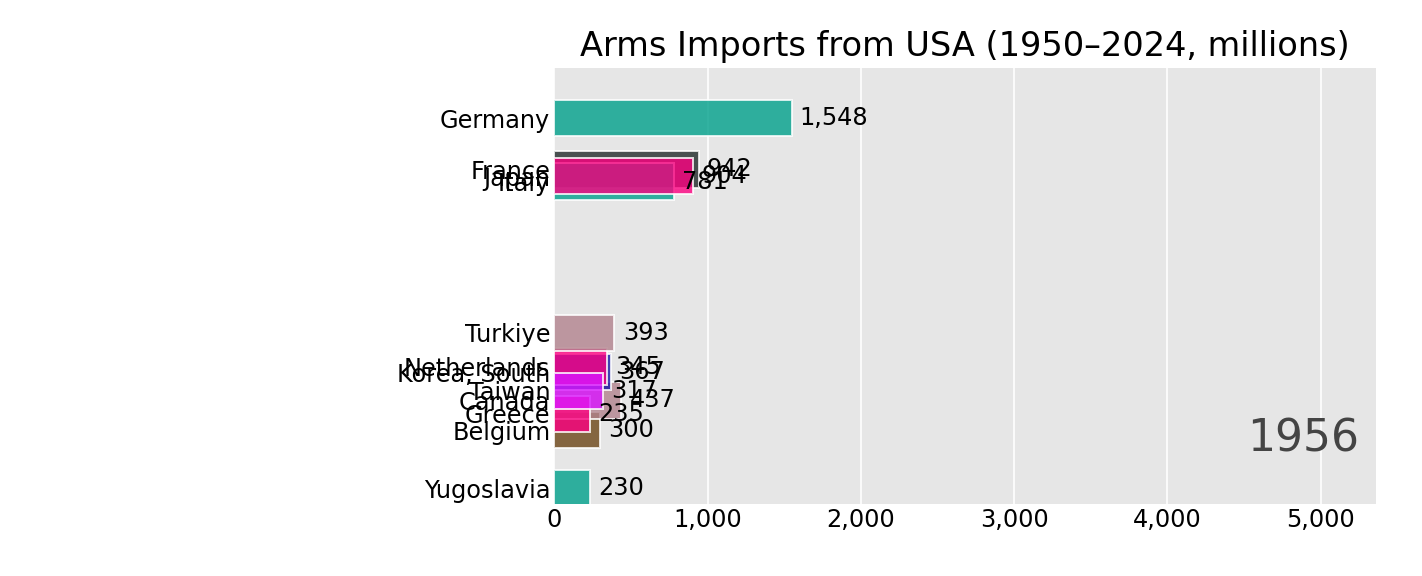 Arms Imports from USA (1950–2024, millions)
Germany 1,548
France 942
Japan 904
Italy 781
Turkiye 393
Netherlands 345
Korea, South 367
Taiwan 317
Canada 437
Greece 235
Belgium 300
1956
Yugoslavia 230
0 1,000 2,000 3,000 4,000 5,000